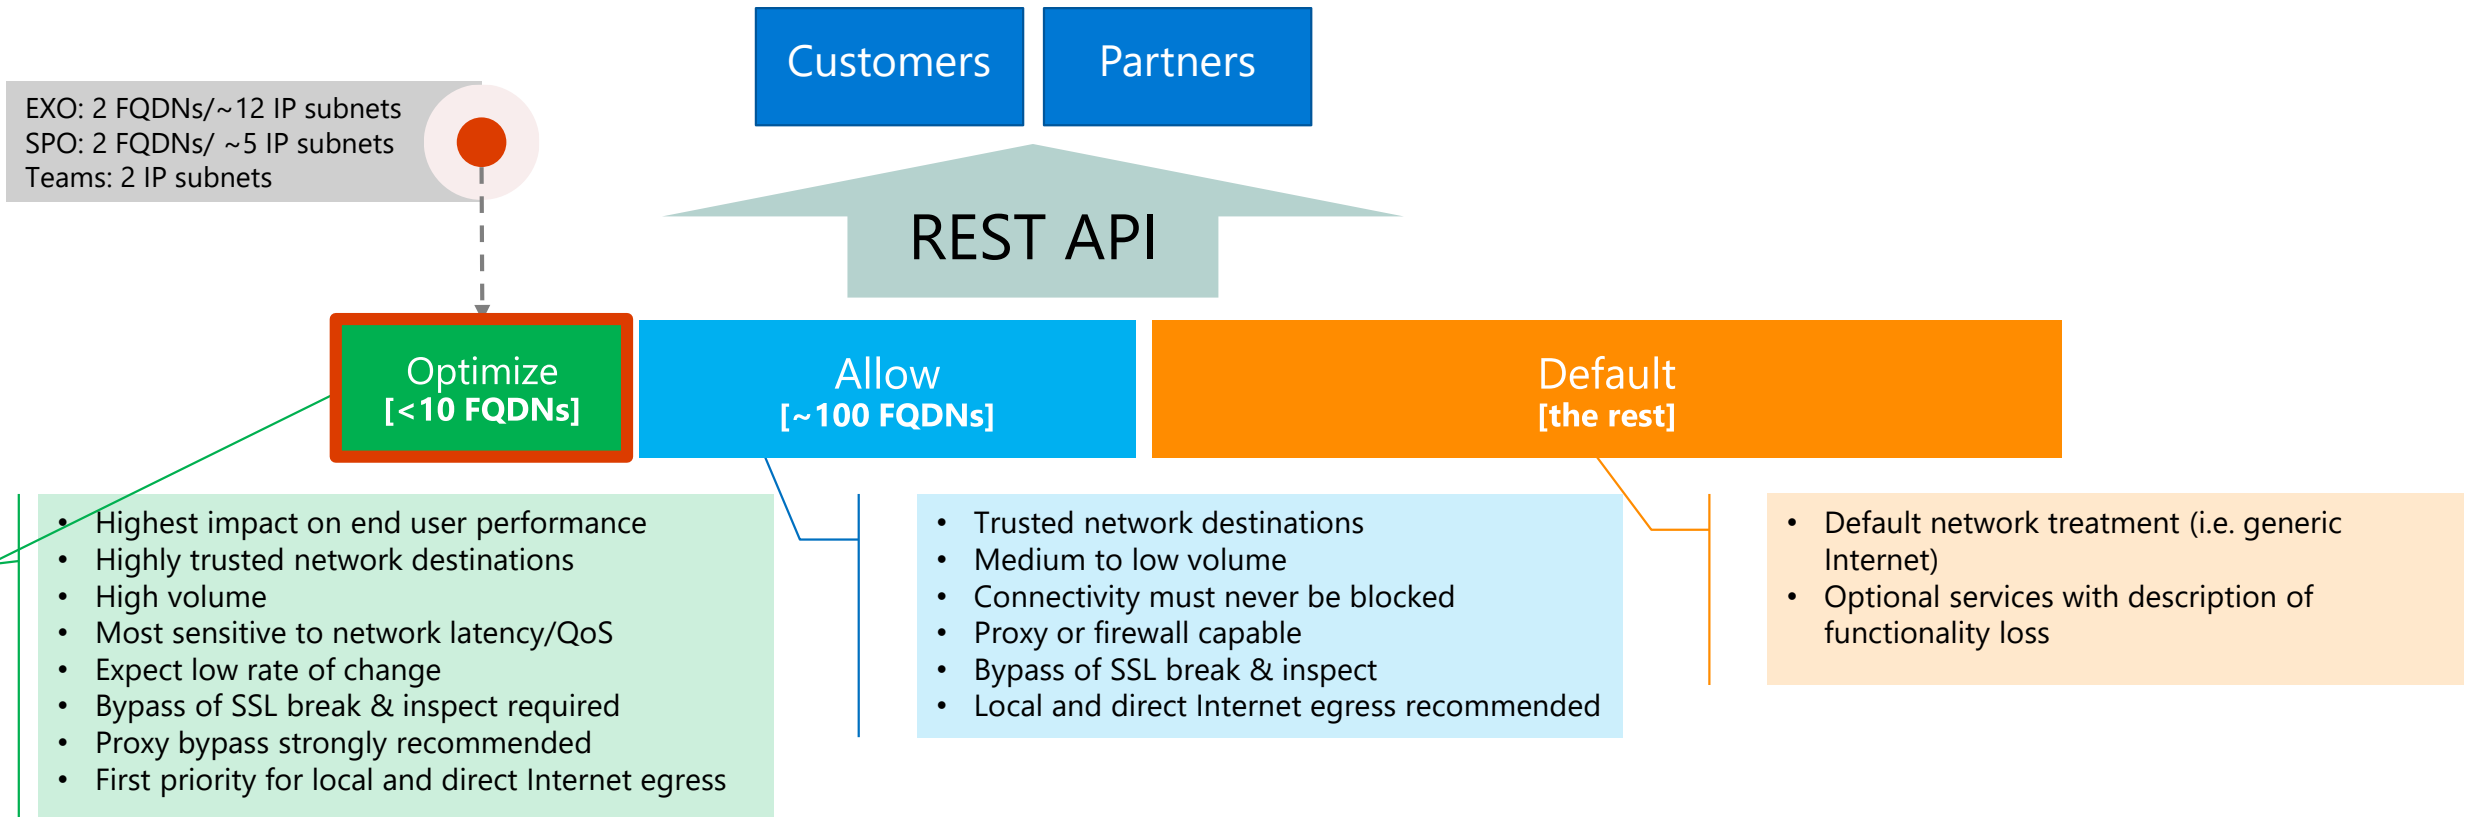 Customers
Partners
EXO: 2 FQDNs/~12 IP subnets
SPO: 2 FQDNs/ ~5 IP subnets
Teams: 2 IP subnets
REST API
Optimize
[<10 FQDNs]
Allow
[~100 FQDNs]
Default
[the rest]
• Highest impact on end user performance
• Highly trusted network destinations
• High volume
• Most sensitive to network latency/QoS
• Expect low rate of change
• Bypass of SSL break & inspect required
• Proxy bypass strongly recommended
• First priority for local and direct Internet egress
• Trusted network destinations
• Medium to low volume
• Connectivity must never be blocked
• Proxy or firewall capable
• Bypass of SSL break & inspect
• Local and direct Internet egress recommended
• Default network treatment (i.e. generic
Internet)
• Optional services with description of
functionality loss